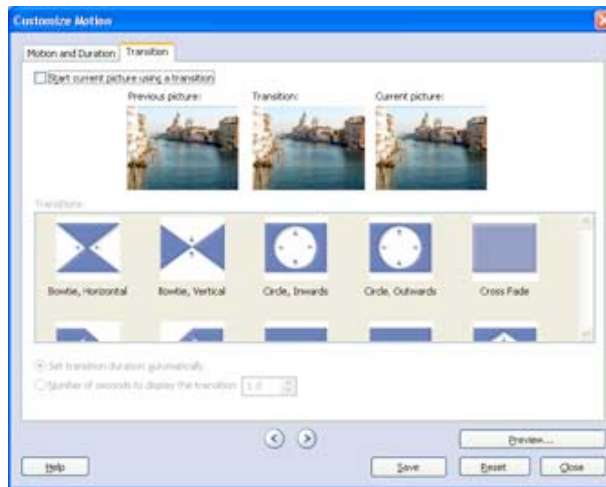 Customize Motion
Motion and Duration Transition
Start current picture using a transition
Previous picture: Transition: Current picture:
Transitions:
Bowtie, Horizontal Bowtie, Vertical Circle, Inwards Circle, Outwards Cross Fade
Set transition duration automatically
Number of seconds to display the transition 1.0
Preview...
Help Save Reset Close